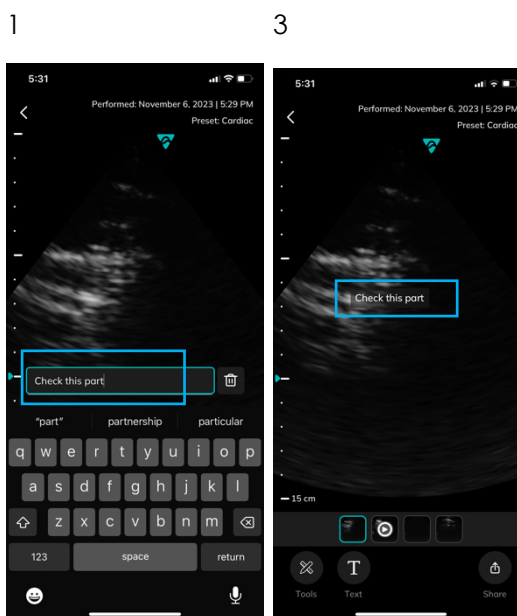 1
3
5:31
Performed: November 6, 2023 | 5:29 PM
Preset: Cardiac
Check this part
"part" partnership particular
q w e r t y u i o p
a s d f g h j k l
z x c v b n m
123 space return
5:31
Performed: November 6, 2023 | 5:29 PM
Preset: Cardiac
Check this part
15 cm
T
Tools Text Share